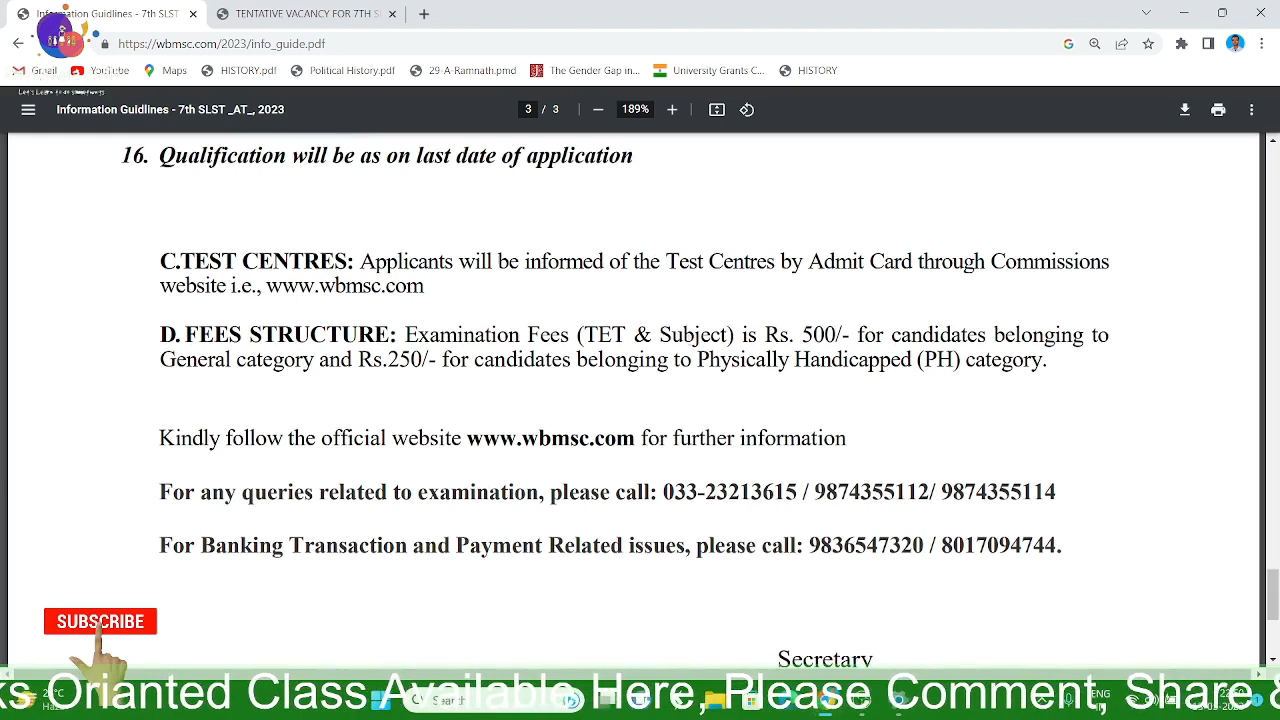 Information Guidlines - 7th SLST
TENTATIVE VACANCY FOR 7TH S
https://wbmsc.com/2023/info_guide.pdf
Gmail YouTube Maps HISTORY.pdf Political History.pdf 29-A-Ramnath.pmd The Gender Gap in... University Grants C... HISTORY
Information Guidlines - 7th SLST _AT_, 2023 3 / 3 189%
16. Qualification will be as on last date of application
C.TEST CENTRES: Applicants will be informed of the Test Centres by Admit Card through Commissions
website i.e., www.wbmsc.com
D. FEES STRUCTURE: Examination Fees (TET & Subject) is Rs. 500/- for candidates belonging to
General category and Rs.250/- for candidates belonging to Physically Handicapped (PH) category.
Kindly follow the official website www.wbmsc.com for further information
For any queries related to examination, please call: 033-23213615 / 9874355112/ 9874355114
For Banking Transaction and Payment Related issues, please call: 9836547320 / 8017094744.
SUBSCRIBE
Secretary
ks Orianted Class Available Here, Please Comment, Share &
Search
ENG